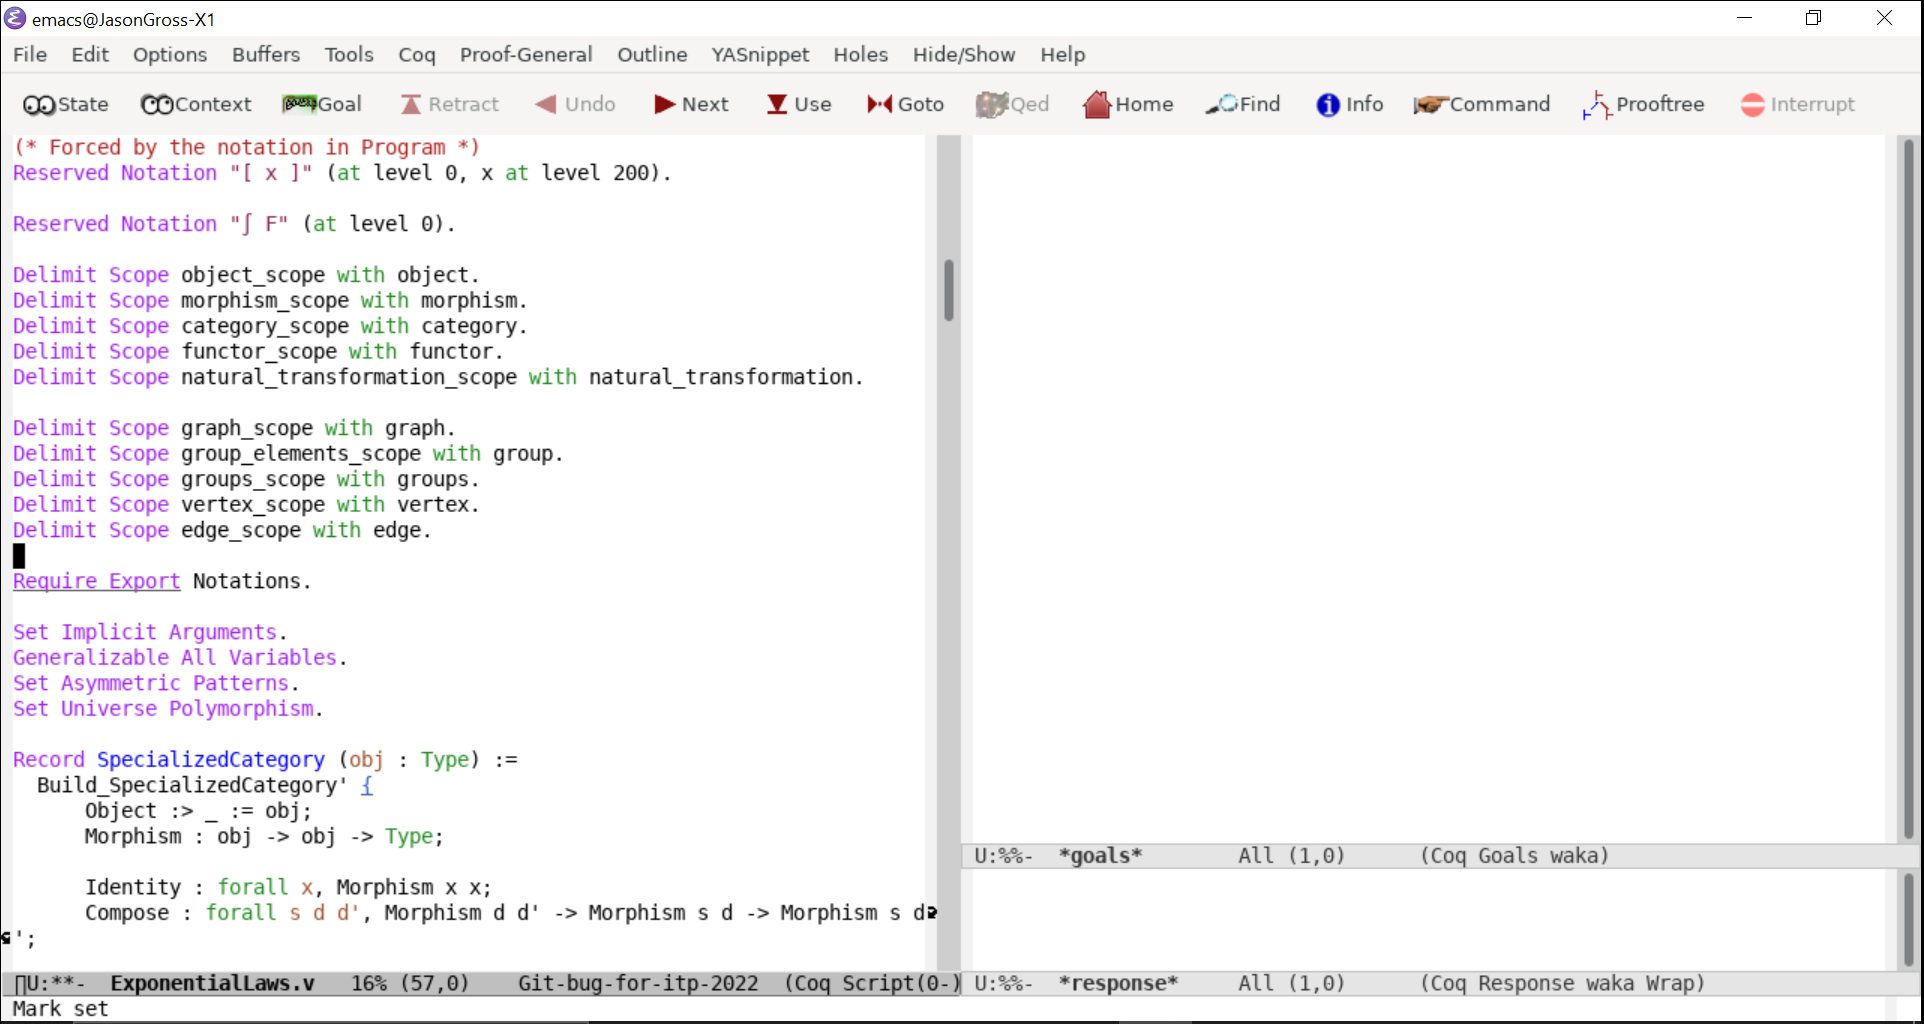 emacs@JasonGross-X1
File Edit Options Buffers Tools Coq Proof-General Outline YASnippet Holes Hide/Show Help
State Context Goal Retract Undo Next Use Goto Qed Home Find Info Command Prooftree Interrupt
(* Forced by the notation in Program *)
Reserved Notation "[ x ]" (at level 0, x at level 200).
Reserved Notation "∫ F" (at level 0).
Delimit Scope object_scope with object.
Delimit Scope morphism_scope with morphism.
Delimit Scope category_scope with category.
Delimit Scope functor_scope with functor.
Delimit Scope natural_transformation_scope with natural_transformation.
Delimit Scope graph_scope with graph.
Delimit Scope group_elements_scope with group.
Delimit Scope groups_scope with groups.
Delimit Scope vertex_scope with vertex.
Delimit Scope edge_scope with edge.
Require Export Notations.
Set Implicit Arguments.
Generalizable All Variables.
Set Asymmetric Patterns.
Set Universe Polymorphism.
Record SpecializedCategory (obj : Type) :=
  Build_SpecializedCategory' {
      Object :> _ := obj;
      Morphism : obj -> obj -> Type;
      Identity : forall x, Morphism x x;
      Compose : forall s d d', Morphism d d' -> Morphism s d -> Morphism s d
';
U:**-  ExponentialLaws.v   16% (57,0)    Git-bug-for-itp-2022  (Coq Script(0-)
U:%%-  *goals*        All (1,0)      (Coq Goals waka)
U:%%-  *response*     All (1,0)      (Coq Response waka Wrap)
Mark set